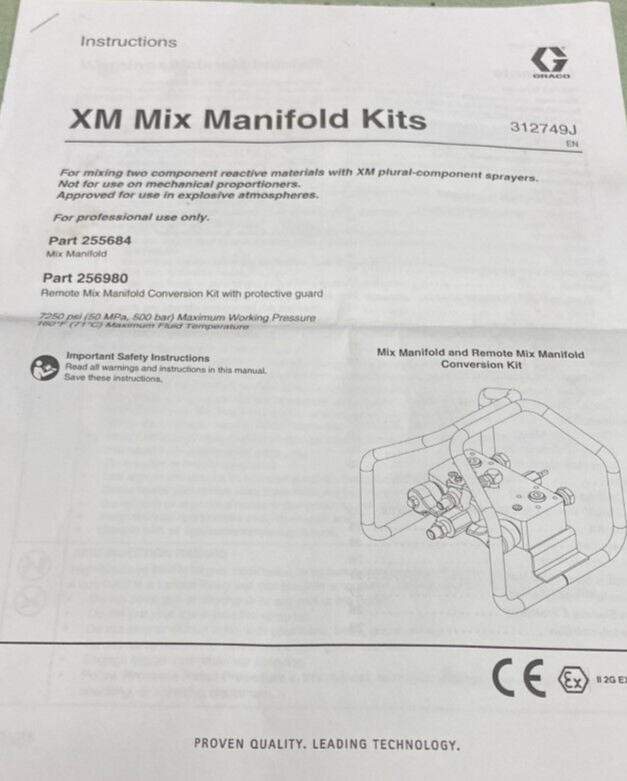 Instructions
GRACO
XM Mix Manifold Kits
312749J
EN
For mixing two component reactive materials with XM plural-component sprayers.
Not for use on mechanical proportioners.
Approved for use in explosive atmospheres.
For professional use only.
Part 255684
Mix Manifold
Part 256980
Remote Mix Manifold Conversion Kit with protective guard
7250 psi (50 MPa, 500 bar) Maximum Working Pressure
160°F (71°C) Maximum Fluid Temperature
Important Safety Instructions
Read all warnings and instructions in this manual.
Save these instructions.
Mix Manifold and Remote Mix Manifold
Conversion Kit
CE Ex II 2G
PROVEN QUALITY. LEADING TECHNOLOGY.